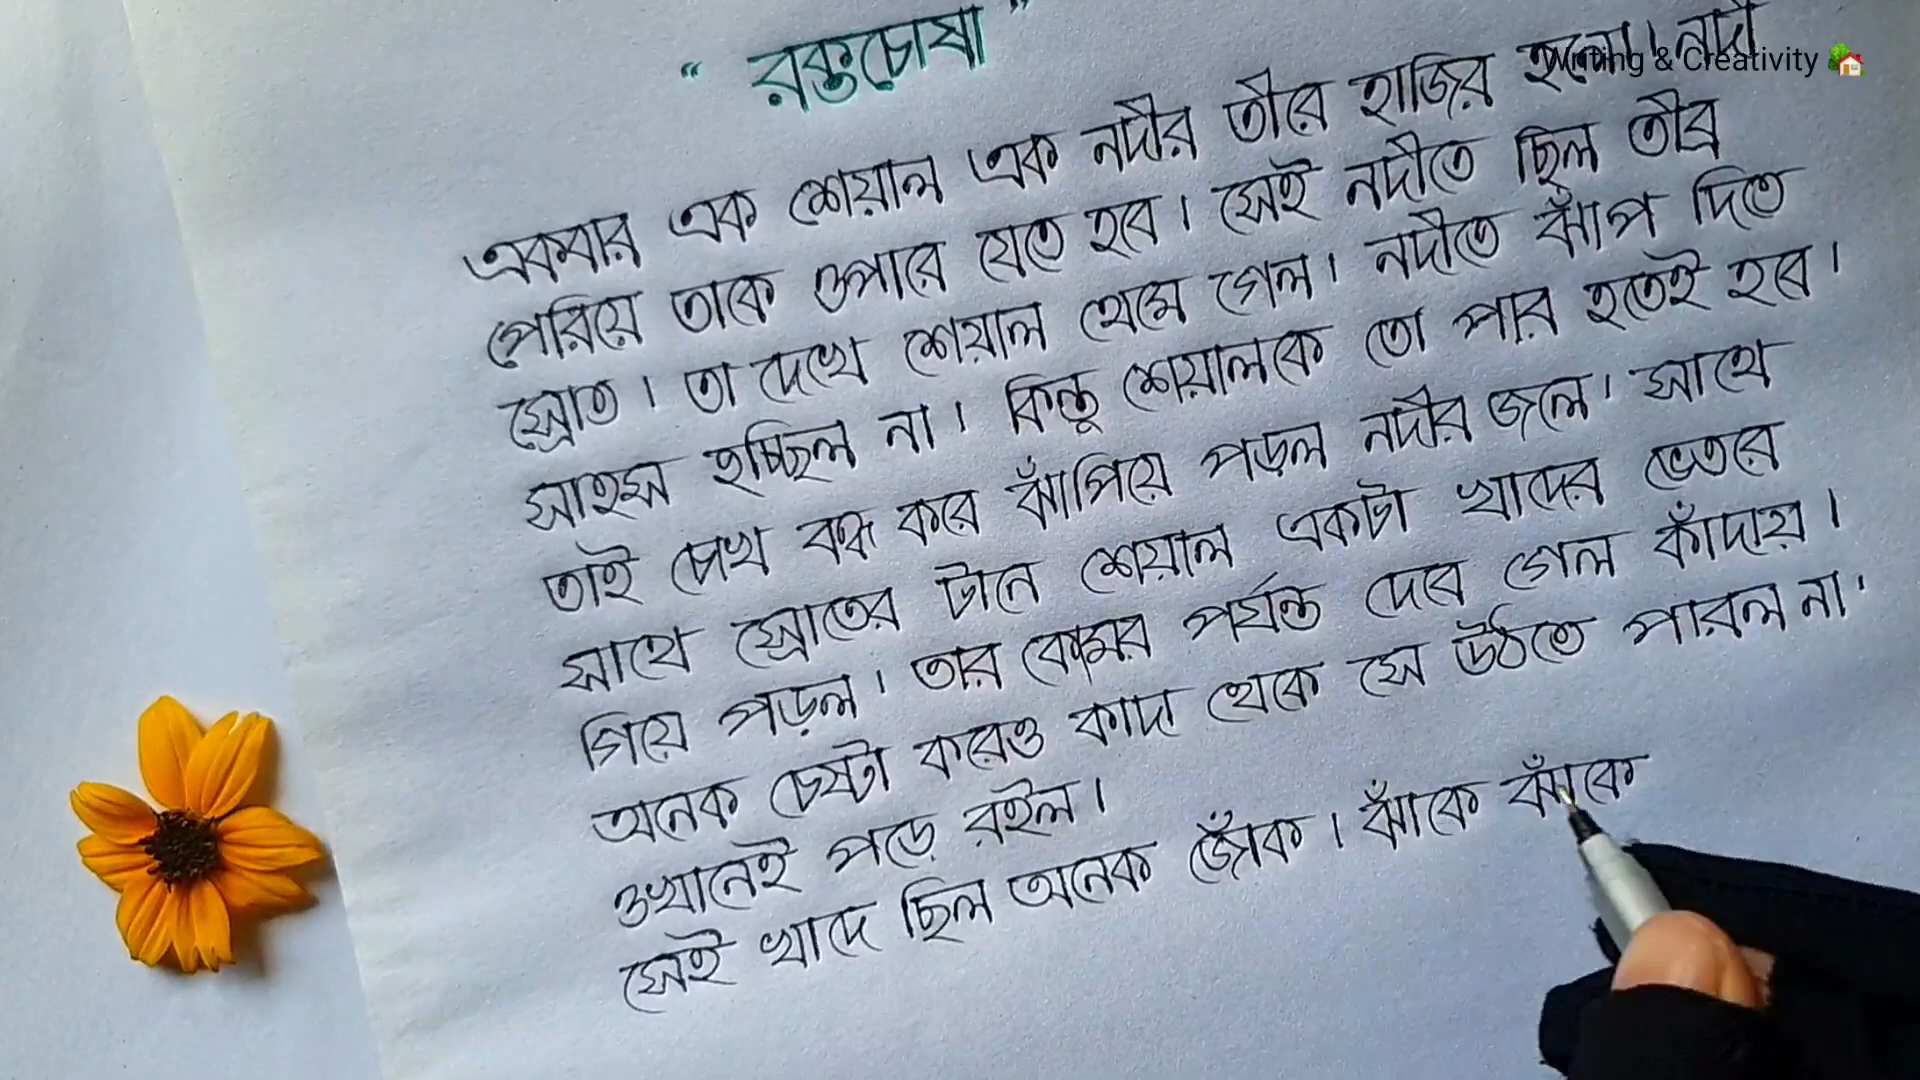 " রক্তচোষা "
Writing & Creativity
একবার এক শেয়াল এক নদীর তীরে হাজির হলো। নদী
পেরিয়ে তাকে ওপারে যেতে হবে। সেই নদীতে ছিল তীব্র
স্রোত। তা দেখে শেয়াল থেমে গেল। নদীতে ঝাঁপ দিতে
সাহস হচ্ছিল না। কিন্তু শেয়ালকে তো পার হতেই হবে।
তাই চোখ বন্ধ করে ঝাঁপিয়ে পড়ল নদীর জলে। সাথে
সাথে স্রোতের টানে শেয়াল একটা খাদের ভেতরে
গিয়ে পড়ল। তার কোমর পর্যন্ত দেবে গেল কাঁদায়।
অনেক চেষ্টা করেও কাদা থেকে সে উঠতে পারল না।
ওখানেই পড়ে রইল।
সেই খাদে ছিল অনেক জোঁক। ঝাঁকে ঝাঁকে